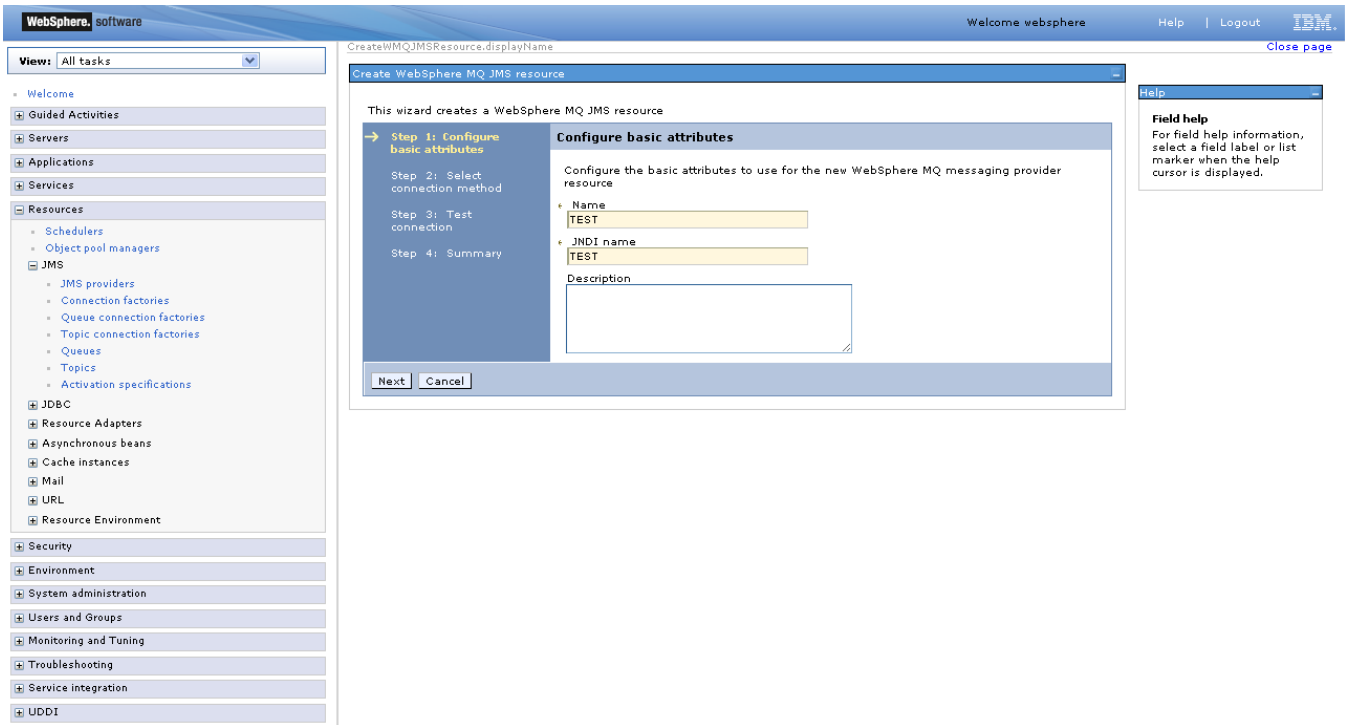 WebSphere. software
Welcome websphere
Help | Logout
IBM.
View: All tasks
CreateWMQJMSResource.displayName
Close page
Welcome
Guided Activities
Servers
Applications
Services
Resources
Schedulers
Object pool managers
JMS
JMS providers
Connection factories
Queue connection factories
Topic connection factories
Queues
Topics
Activation specifications
JDBC
Resource Adapters
Asynchronous beans
Cache instances
Mail
URL
Resource Environment
Security
Environment
System administration
Users and Groups
Monitoring and Tuning
Troubleshooting
Service integration
UDDI
Create WebSphere MQ JMS resource
This wizard creates a WebSphere MQ JMS resource
Step 1: Configure
basic attributes
Step 2: Select
connection method
Step 3: Test
connection
Step 4: Summary
Configure basic attributes
Configure the basic attributes to use for the new WebSphere MQ messaging provider
resource
Name
TEST
JNDI name
TEST
Description
Next
Cancel
Help
Field help
For field help information,
select a field label or list
marker when the help
cursor is displayed.